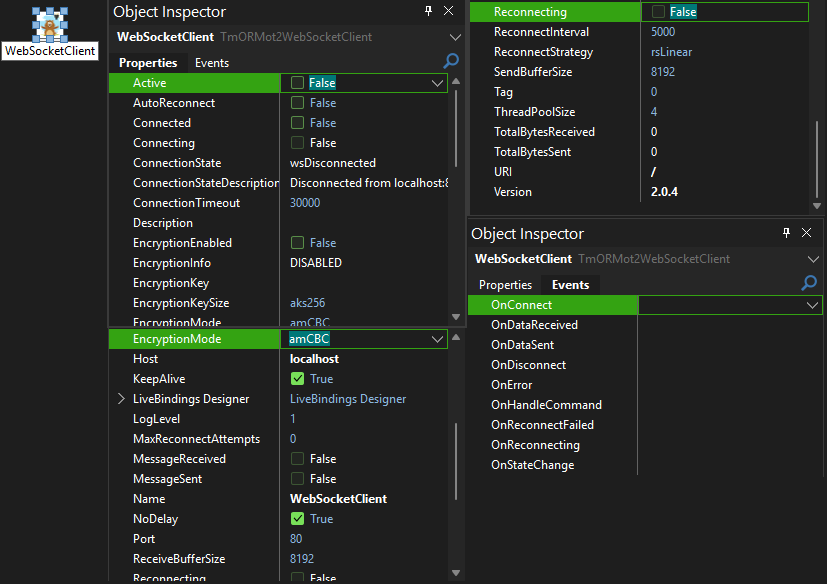 WebSocketClient
Object Inspector
WebSocketClient TmORMot2WebSocketClient
Properties Events
Active False
AutoReconnect False
Connected False
Connecting False
ConnectionState wsDisconnected
ConnectionStateDescription Disconnected from localhost:8
ConnectionTimeout 30000
Description
EncryptionEnabled False
EncryptionInfo DISABLED
EncryptionKey
EncryptionKeySize aks256
EncryptionMode amCBC
EncryptionMode amCBC
Host localhost
KeepAlive True
LiveBindings Designer LiveBindings Designer
LogLevel 1
MaxReconnectAttempts 0
MessageReceived False
MessageSent False
Name WebSocketClient
NoDelay True
Port 80
ReceiveBufferSize 8192
Reconnecting False
Reconnecting False
ReconnectInterval 5000
ReconnectStrategy rsLinear
SendBufferSize 8192
Tag 0
ThreadPoolSize 4
TotalBytesReceived 0
TotalBytesSent 0
URI /
Version 2.0.4
Object Inspector
WebSocketClient TmORMot2WebSocketClient
Properties Events
OnConnect
OnDataReceived
OnDataSent
OnDisconnect
OnError
OnHandleCommand
OnReconnectFailed
OnReconnecting
OnStateChange